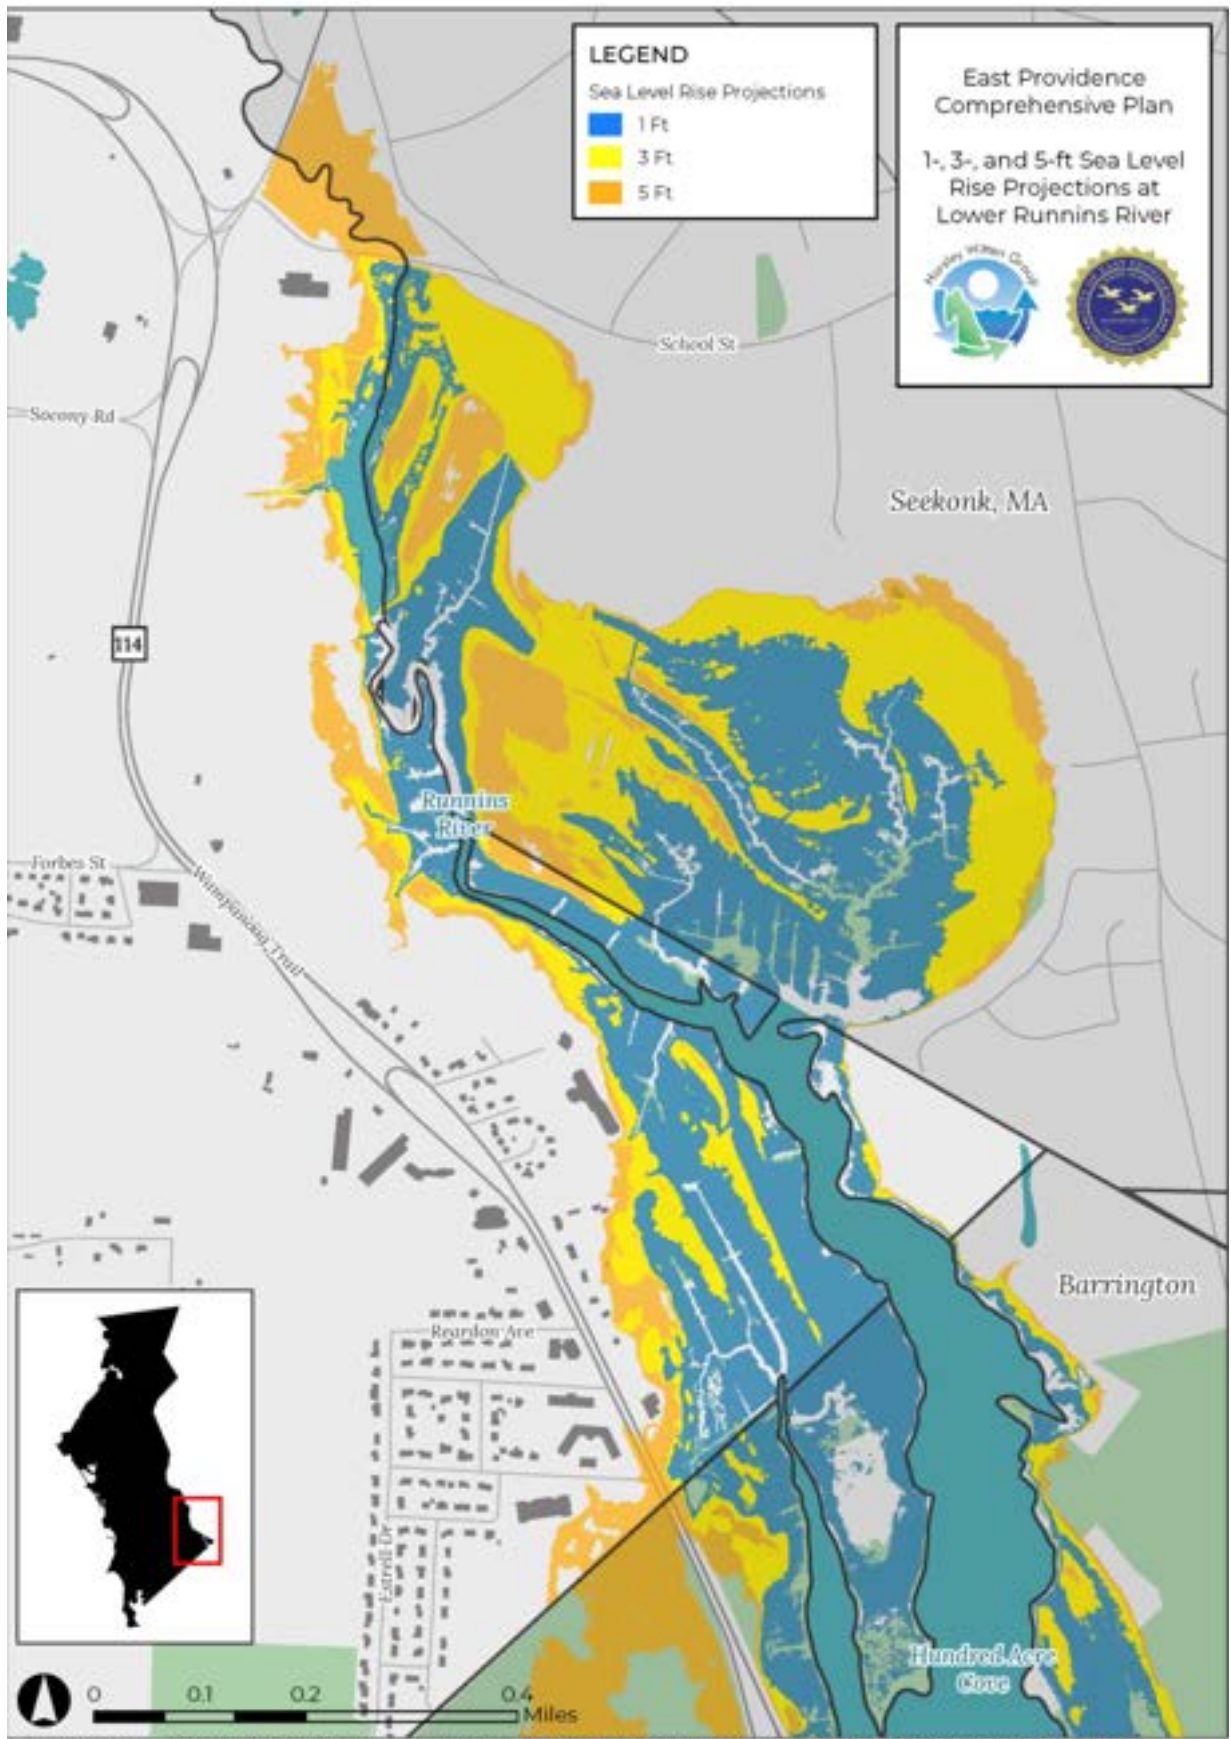 LEGEND
Sea Level Rise Projections
1 Ft
3 Ft
5 Ft
East Providence
Comprehensive Plan
1-, 3-, and 5-ft Sea Level
Rise Projections at
Lower Runnins River
Horsley Witten Group
School St
Socony Rd
Seekonk, MA
114
Runnins
River
Forbes St
Wampanoag Trail
Barrington
Reardon Ave
Estrell Dr
Hundred Acre
Cove
0 0.1 0.2 0.4
Miles